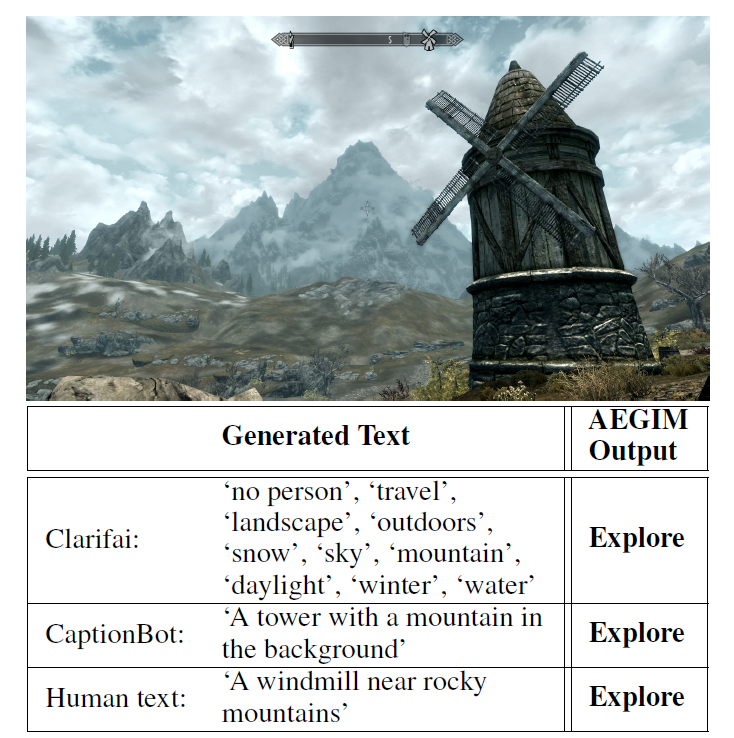 S
Generated Text
AEGIM
Output
Clarifai:
‘no person’, ‘travel’,
‘landscape’, ‘outdoors’,
‘snow’, ‘sky’, ‘mountain’,
‘daylight’, ‘winter’, ‘water’
Explore
CaptionBot:
‘A tower with a mountain in
the background’
Explore
Human text:
‘A windmill near rocky
mountains’
Explore